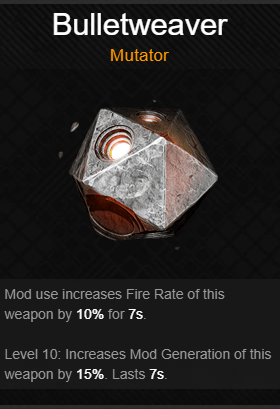 Bulletweaver
Mutator
Mod use increases Fire Rate of this
weapon by 10% for 7s.
Level 10: Increases Mod Generation of this
weapon by 15%. Lasts 7s.